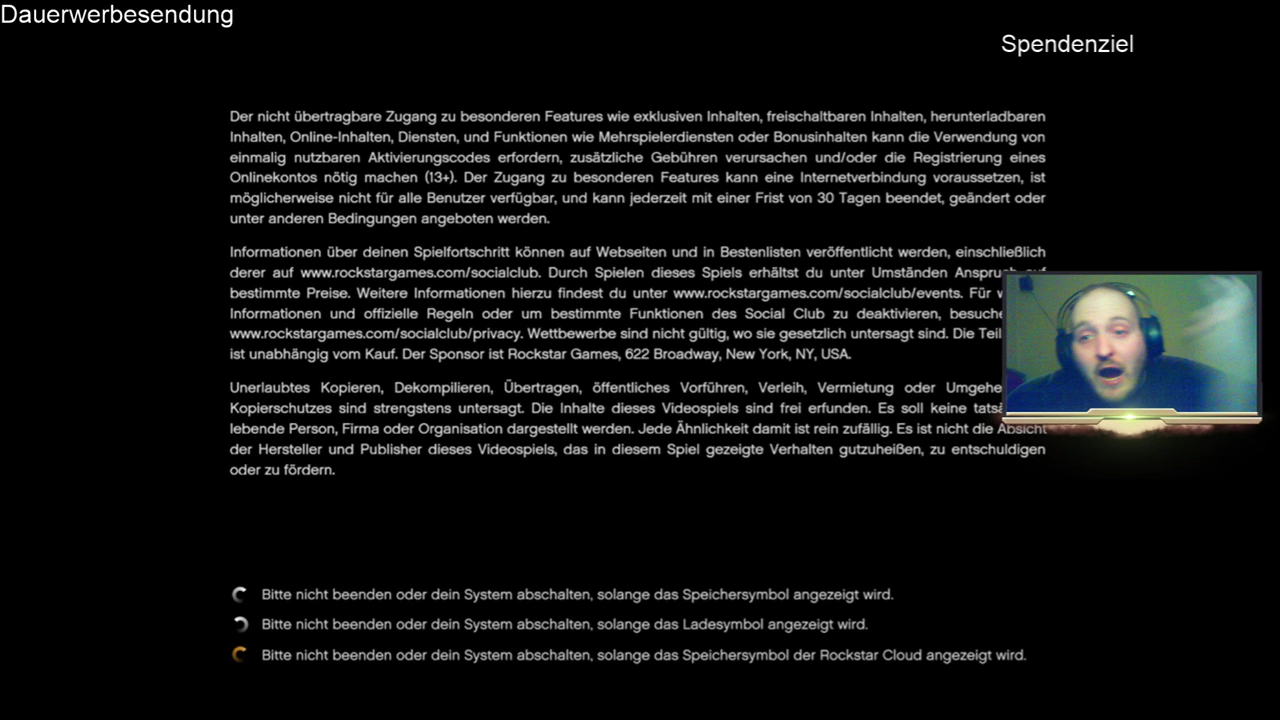 Dauerwerbesendung
Spendenziel
Der nicht übertragbare Zugang zu besonderen Features wie exklusiven Inhalten, freischaltbaren Inhalten, herunterladbaren
Inhalten, Online-Inhalten, Diensten, und Funktionen wie Mehrspielerdiensten oder Bonusinhalten kann die Verwendung von
einmalig nutzbaren Aktivierungscodes erfordern, zusätzliche Gebühren verursachen und/oder die Registrierung eines
Onlinekontos nötig machen (13+). Der Zugang zu besonderen Features kann eine Internetverbindung voraussetzen, ist
möglicherweise nicht für alle Benutzer verfügbar, und kann jederzeit mit einer Frist von 30 Tagen beendet, geändert oder
unter anderen Bedingungen angeboten werden.
Informationen über deinen Spielfortschritt können auf Webseiten und in Bestenlisten veröffentlicht werden, einschließlich
derer auf www.rockstargames.com/socialclub. Durch Spielen dieses Spiels erhältst du unter Umständen Anspruch auf
bestimmte Preise. Weitere Informationen hierzu findest du unter www.rockstargames.com/socialclub/events. Für
Informationen und offizielle Regeln oder um bestimmte Funktionen des Social Club zu deaktivieren, besuche
www.rockstargames.com/socialclub/privacy. Wettbewerbe sind nicht gültig, wo sie gesetzlich untersagt sind. Die
ist unabhängig vom Kauf. Der Sponsor ist Rockstar Games, 622 Broadway, New York, NY, USA.
Unerlaubtes Kopieren, Dekompilieren, Übertragen, öffentliches Vorführen, Verleih, Vermietung oder
Kopierschutzes sind strengstens untersagt. Die Inhalte dieses Videospiels sind frei erfunden. Es soll keine
lebende Person, Firma oder Organisation dargestellt werden. Jede Ähnlichkeit damit ist rein zufällig. Es ist nicht die Absicht
der Hersteller und Publisher dieses Videospiels, das in diesem Spiel gezeigte Verhalten gutzuheißen, zu entschuldigen
oder zu fördern.
Bitte nicht beenden oder dein System abschalten, solange das Speichersymbol angezeigt wird.
Bitte nicht beenden oder dein System abschalten, solange das Ladesymbol angezeigt wird.
Bitte nicht beenden oder dein System abschalten, solange das Speichersymbol der Rockstar Cloud angezeigt wird.